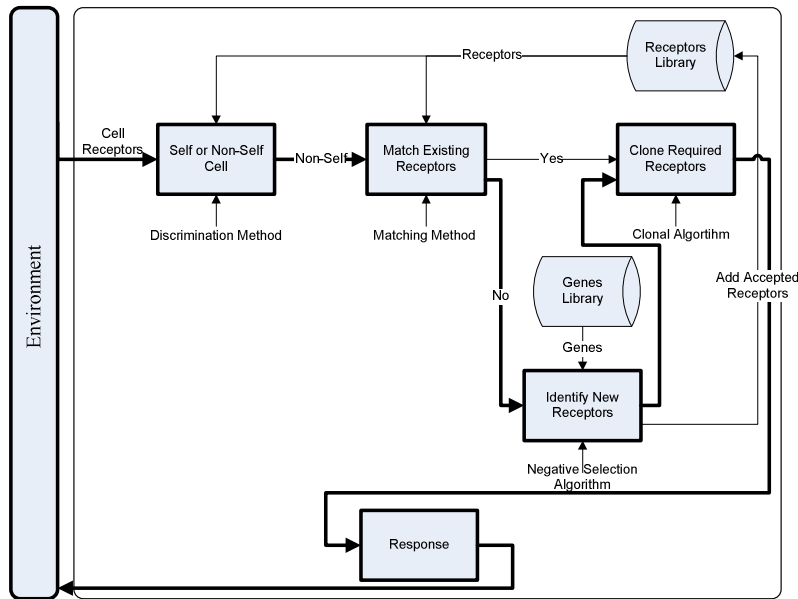 Receptors
Library
Receptors
Cell
Receptors
Self or Non-Self
Cell
Non-Self
Match Existing
Receptors
Yes
Clone Required
Receptors
Discrimination Method
Matching Method
Clonal Algortihm
Environment
Genes
Library
Add Accepted
Receptors
No
Genes
Identify New
Receptors
Negative Selection
Algorithm
Response